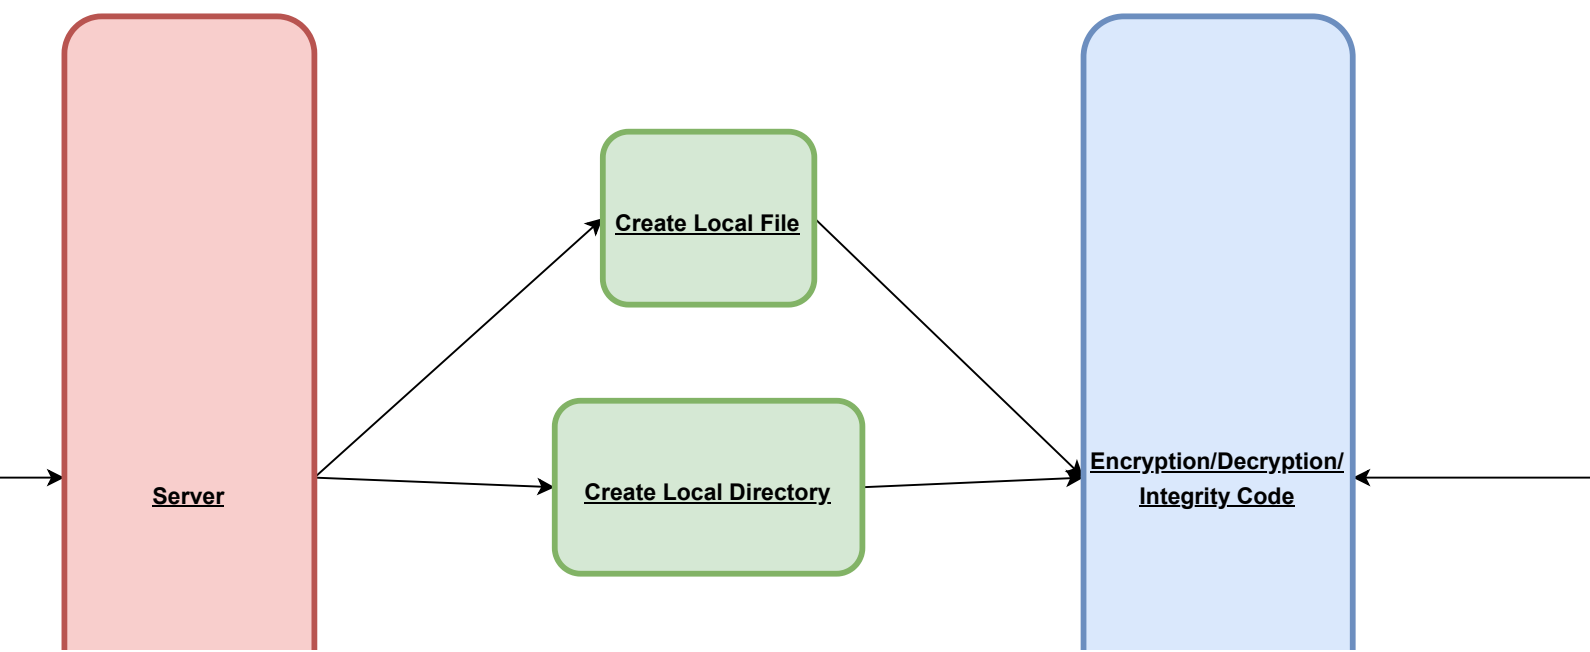 Create Local File
Server
Create Local Directory
Encryption/Decryption/
Integrity Code